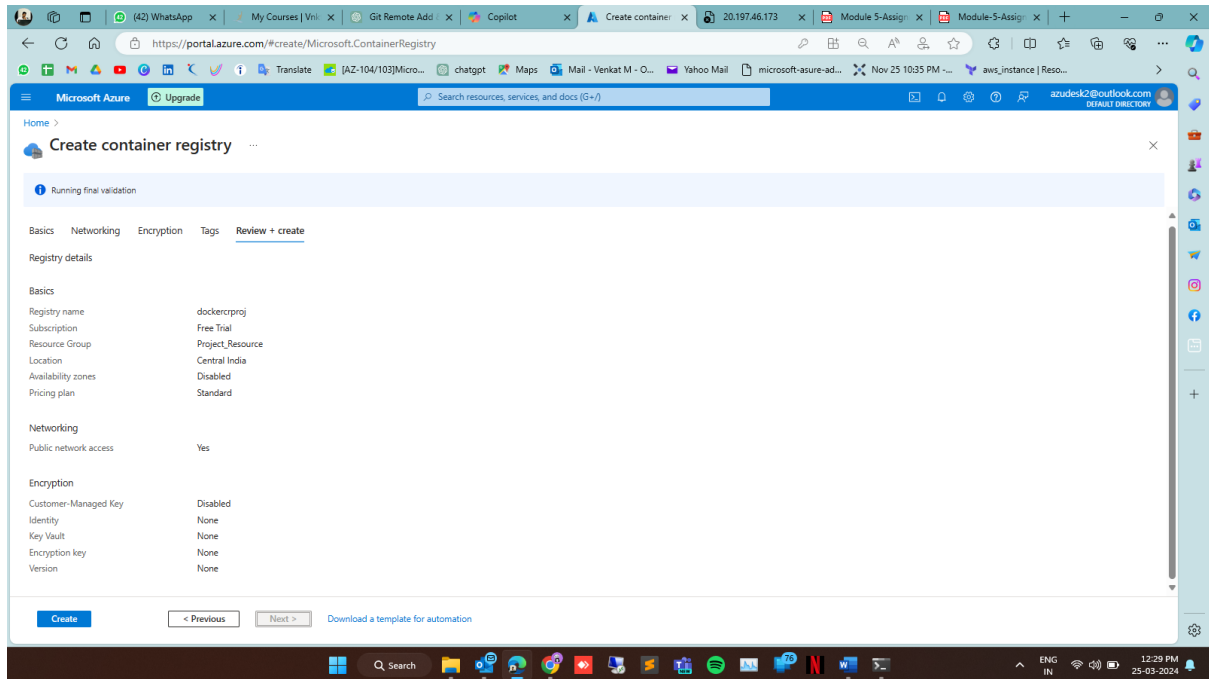 (42) WhatsApp
My Courses | Vni
Git Remote Add
Copilot
Create container
20.197.46.173
Module 5-Assign
Module-5-Assign
https://portal.azure.com/#create/Microsoft.ContainerRegistry
Translate
[AZ-104/103]Micro...
chatgpt
Maps
Mail - Venkat M - O...
Yahoo Mail
microsoft-asure-ad...
Nov 25 10:35 PM -...
aws_instance | Reso...
Microsoft Azure
Upgrade
Search resources, services, and docs (G+/)
azudesk2@outlook.com
DEFAULT DIRECTORY
Home >
Create container registry ...
Running final validation
Basics Networking Encryption Tags Review + create
Registry details
Basics
Registry name dockercrproj
Subscription Free Trial
Resource Group Project_Resource
Location Central India
Availability zones Disabled
Pricing plan Standard
Networking
Public network access Yes
Encryption
Customer-Managed Key Disabled
Identity None
Key Vault None
Encryption key None
Version None
Create < Previous Next > Download a template for automation
Search
76
ENG
IN
12:29 PM
25-03-2024